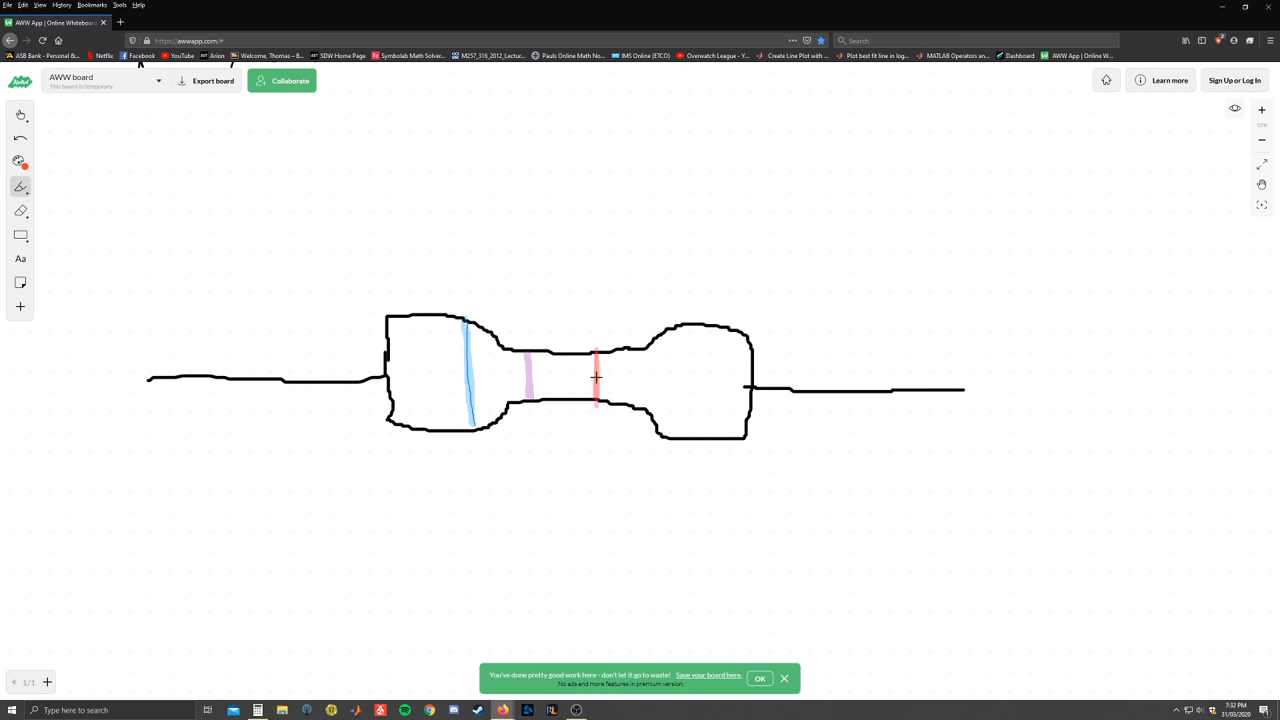 File Edit View History Bookmarks Tools Help
AWW App | Online Whiteboard
https://awwapp.com/#
Search
ASB Bank - Personal &... Netflix Facebook YouTube Arion Welcome, Thomas – B... SDW Home Page Symbolab Math Solver... M257_316_2012_Lectur... Pauls Online Math No... IMS Online (ETCO) Overwatch League - Y... Create Line Plot with ... Plot best fit line in log... MATLAB Operators an... Dashboard AWW App | Online W...
AWW board
This board is temporary
Export board
Collaborate
Learn more
Sign Up or Log In
Aa
1/1
You've done pretty good work here - don't let it go to waste! Save your board here.
No ads and more features in premium version.
OK
Type here to search
7:32 PM
31/03/2020